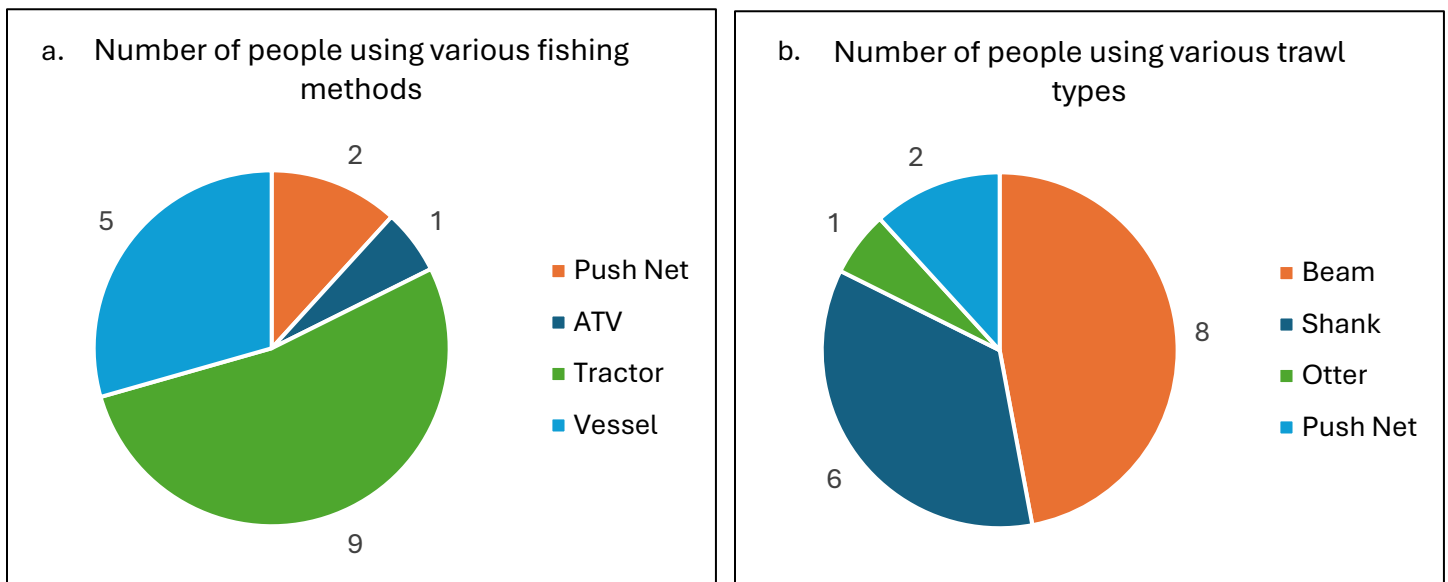 a. Number of people using various fishing
methods
2
1
5
9
Push Net
ATV
Tractor
Vessel
b. Number of people using various trawl
types
2
1
8
6
Beam
Shank
Otter
Push Net